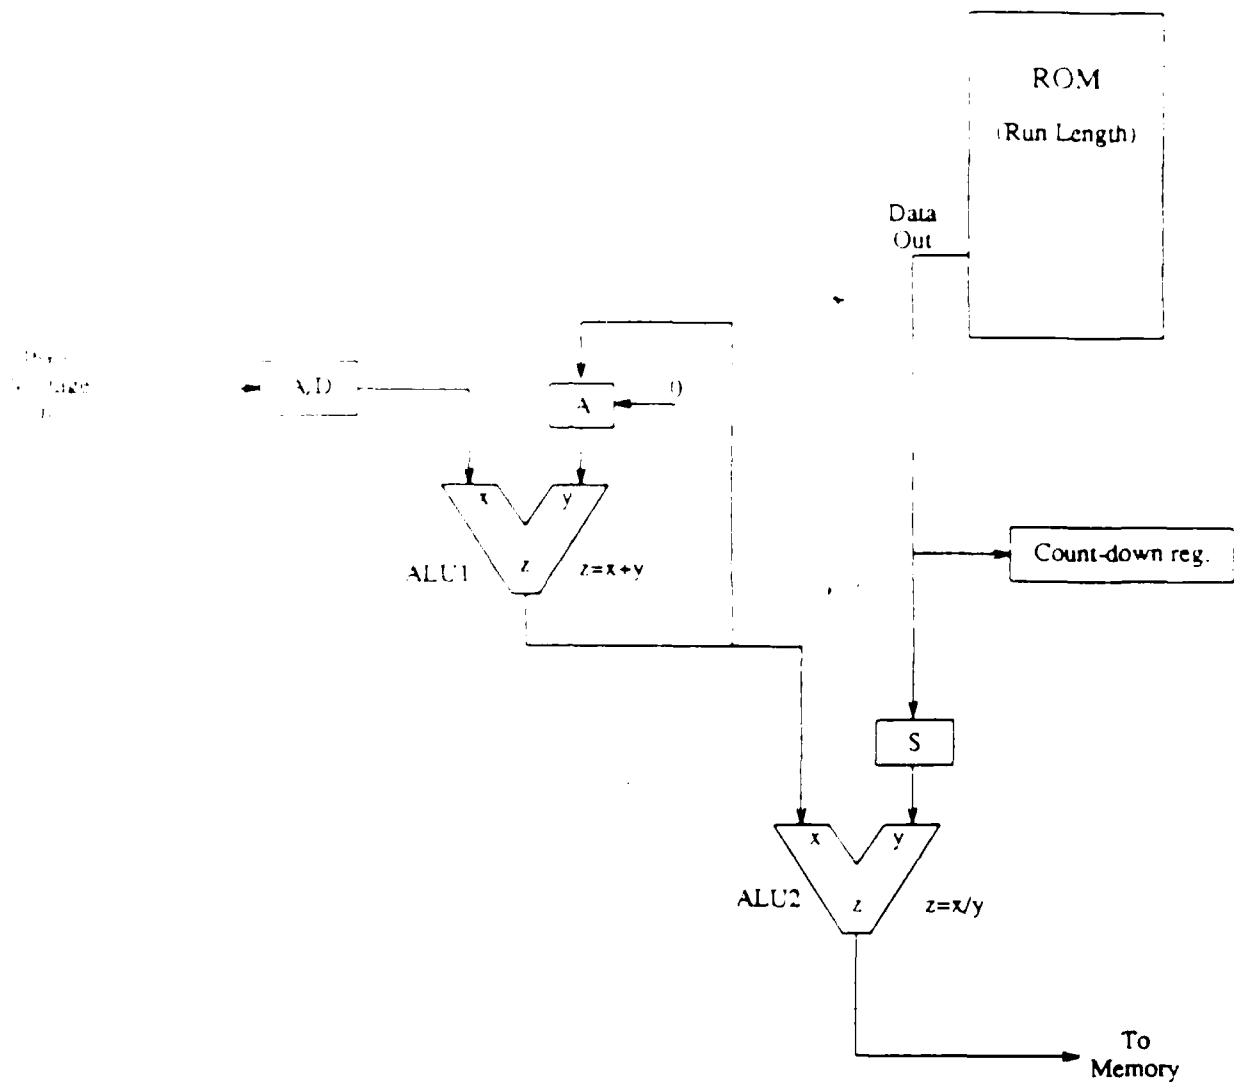 ROM
(Run Length)
Data
Out
A/D
A
0
x
y
z
ALU1
z=x+y
Count-down reg.
S
x
y
ALU2
z
z=x/y
To
Memory